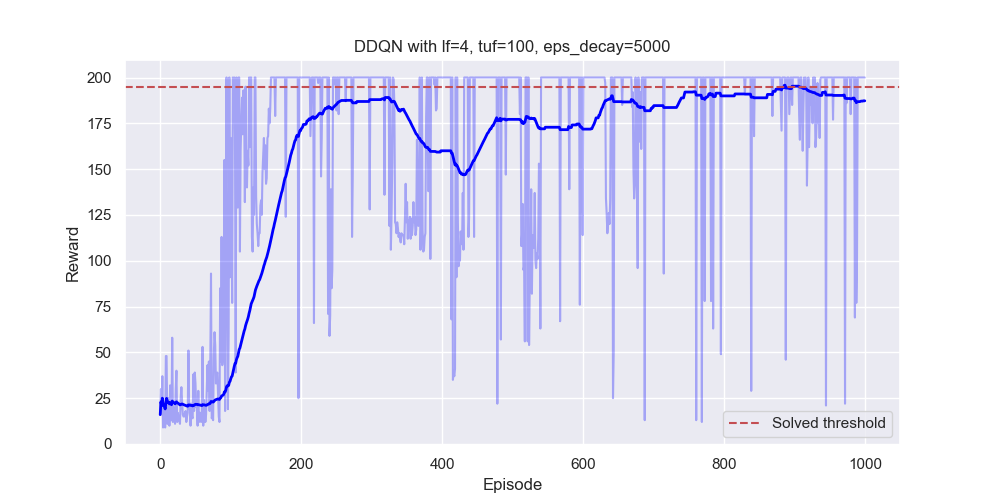 DDQN with lf=4, tuf=100, eps_decay=5000
200
175
150
125
100
75
50
25
0
Reward
Solved threshold
0 200 400 600 800 1000
Episode